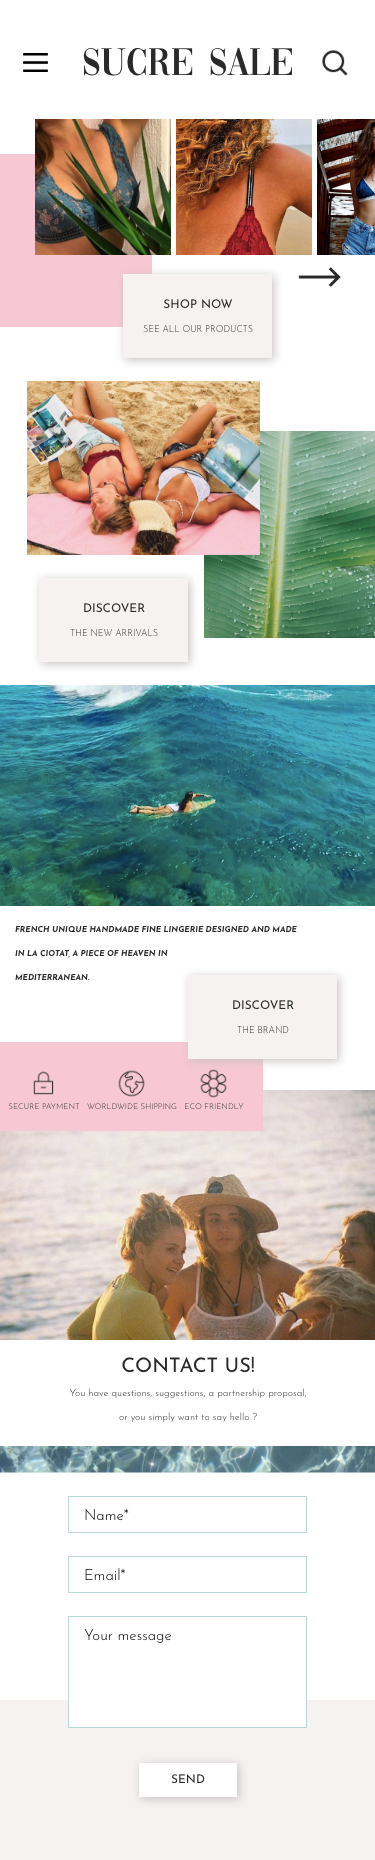 SUCRE SALE
SHOP NOW
SEE ALL OUR PRODUCTS
DISCOVER
THE NEW ARRIVALS
FRENCH UNIQUE HANDMADE FINE LINGERIE DESIGNED AND MADE
IN LA CIOTAT, A PIECE OF HEAVEN IN
MEDITERRANEAN.
DISCOVER
THE BRAND
SECURE PAYMENT WORLDWIDE SHIPPING ECO FRIENDLY
CONTACT US!
You have questions, suggestions, a partnership proposal,
or you simply want to say hello ?
Name*
Email*
Your message
SEND